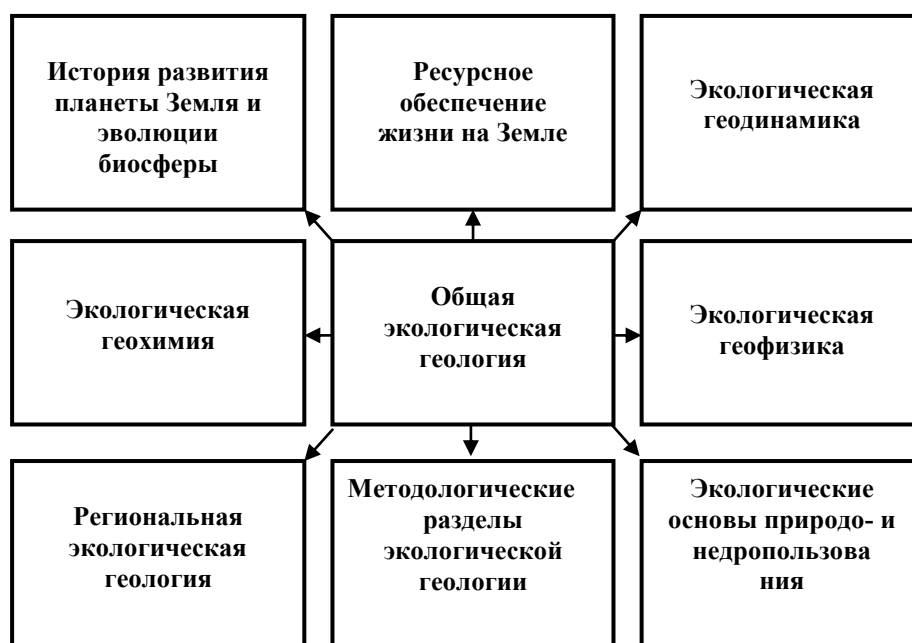 История развития
планеты Земля и
эволюции
биосферы
Ресурсное
обеспечение
жизни на Земле
Экологическая
геодинамика
Экологическая
геохимия
Общая
экологическая
геология
Экологическая
геофизика
Региональная
экологическая
геология
Методологические
разделы
экологической
геологии
Экологические
основы природо- и
недропользова
ния